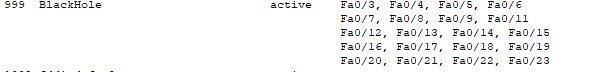 999 BlackHole active Fa0/3, Fa0/4, Fa0/5, Fa0/6
Fa0/7, Fa0/8, Fa0/9, Fa0/11
Fa0/12, Fa0/13, Fa0/14, Fa0/15
Fa0/16, Fa0/17, Fa0/18, Fa0/19
Fa0/20, Fa0/21, Fa0/22, Fa0/23